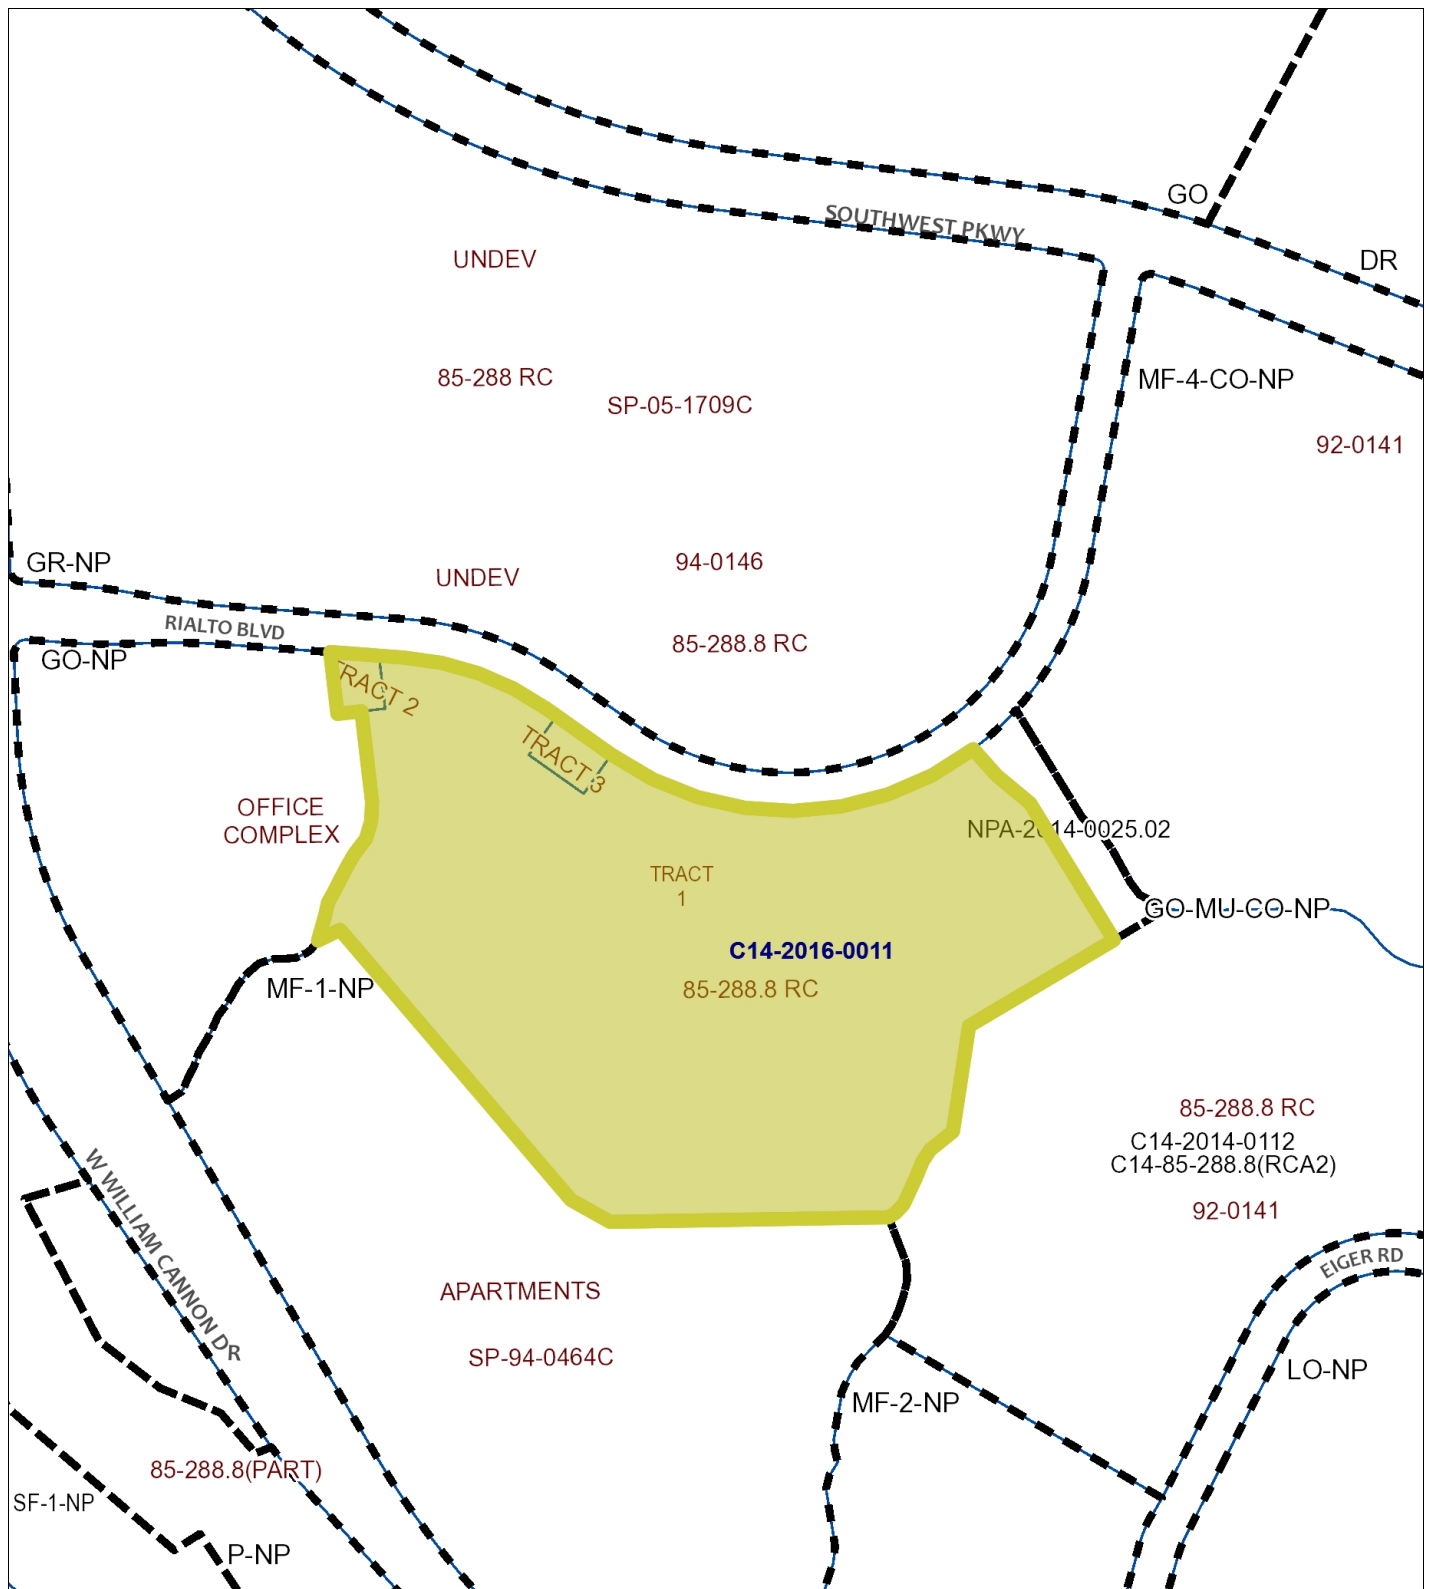 GO
SOUTHWEST PKWY
DR
UNDEV
85-288 RC
SP-05-1709C
MF-4-CO-NP
92-0141
GR-NP
UNDEV
94-0146
RIALTO BLVD
85-288.8 RC
GO-NP
TRACT 2
TRACT 3
OFFICE
COMPLEX
NPA-2014-0025.02
TRACT
1
GO-MU-CO-NP
C14-2016-0011
MF-1-NP
85-288.8 RC
85-288.8 RC
C14-2014-0112
C14-85-288.8(RCA2)
92-0141
W WILLIAM CANNON DR
EIGER RD
APARTMENTS
SP-94-0464C
LO-NP
MF-2-NP
85-288.8(PART)
SF-1-NP
P-NP